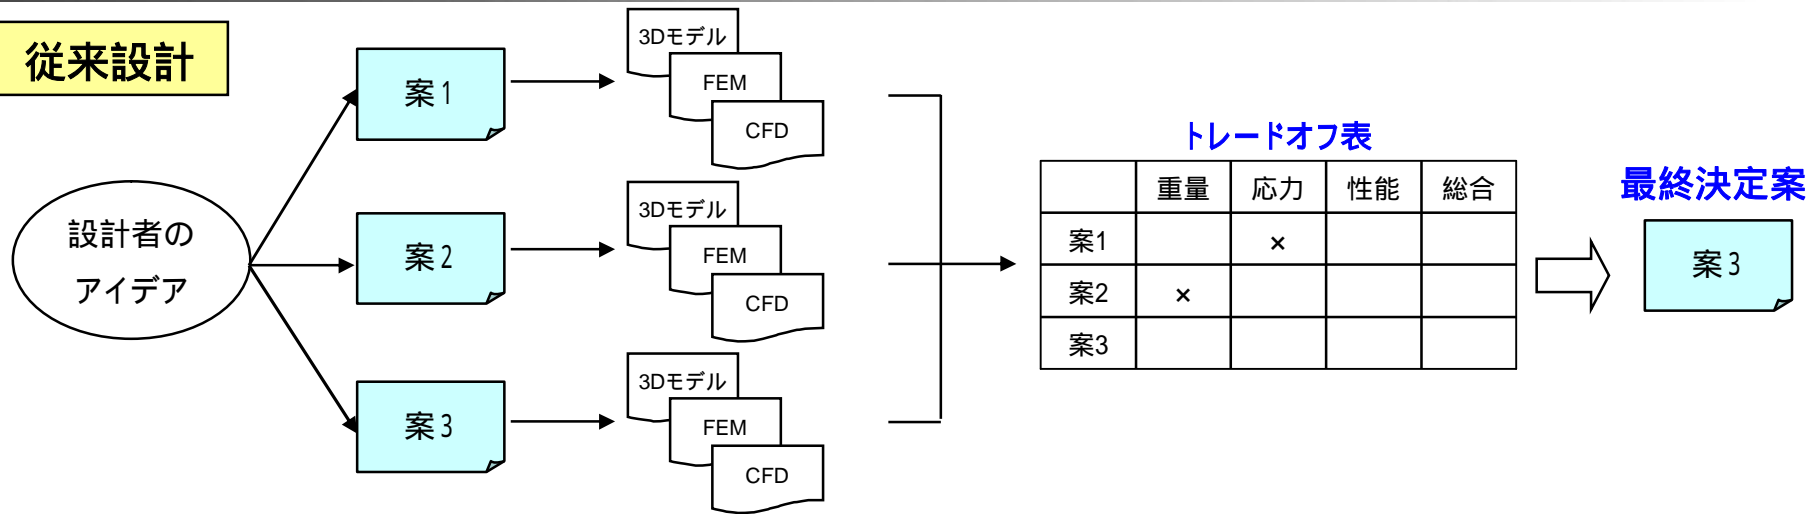 従来設計
設計者の
アイデア
案1
3Dモデル
FEM
CFD
案2
3Dモデル
FEM
CFD
案3
3Dモデル
FEM
CFD
トレードオフ表
重量 応力 性能 総合
案1 ×
案2 ×
案3
最終決定案
案3